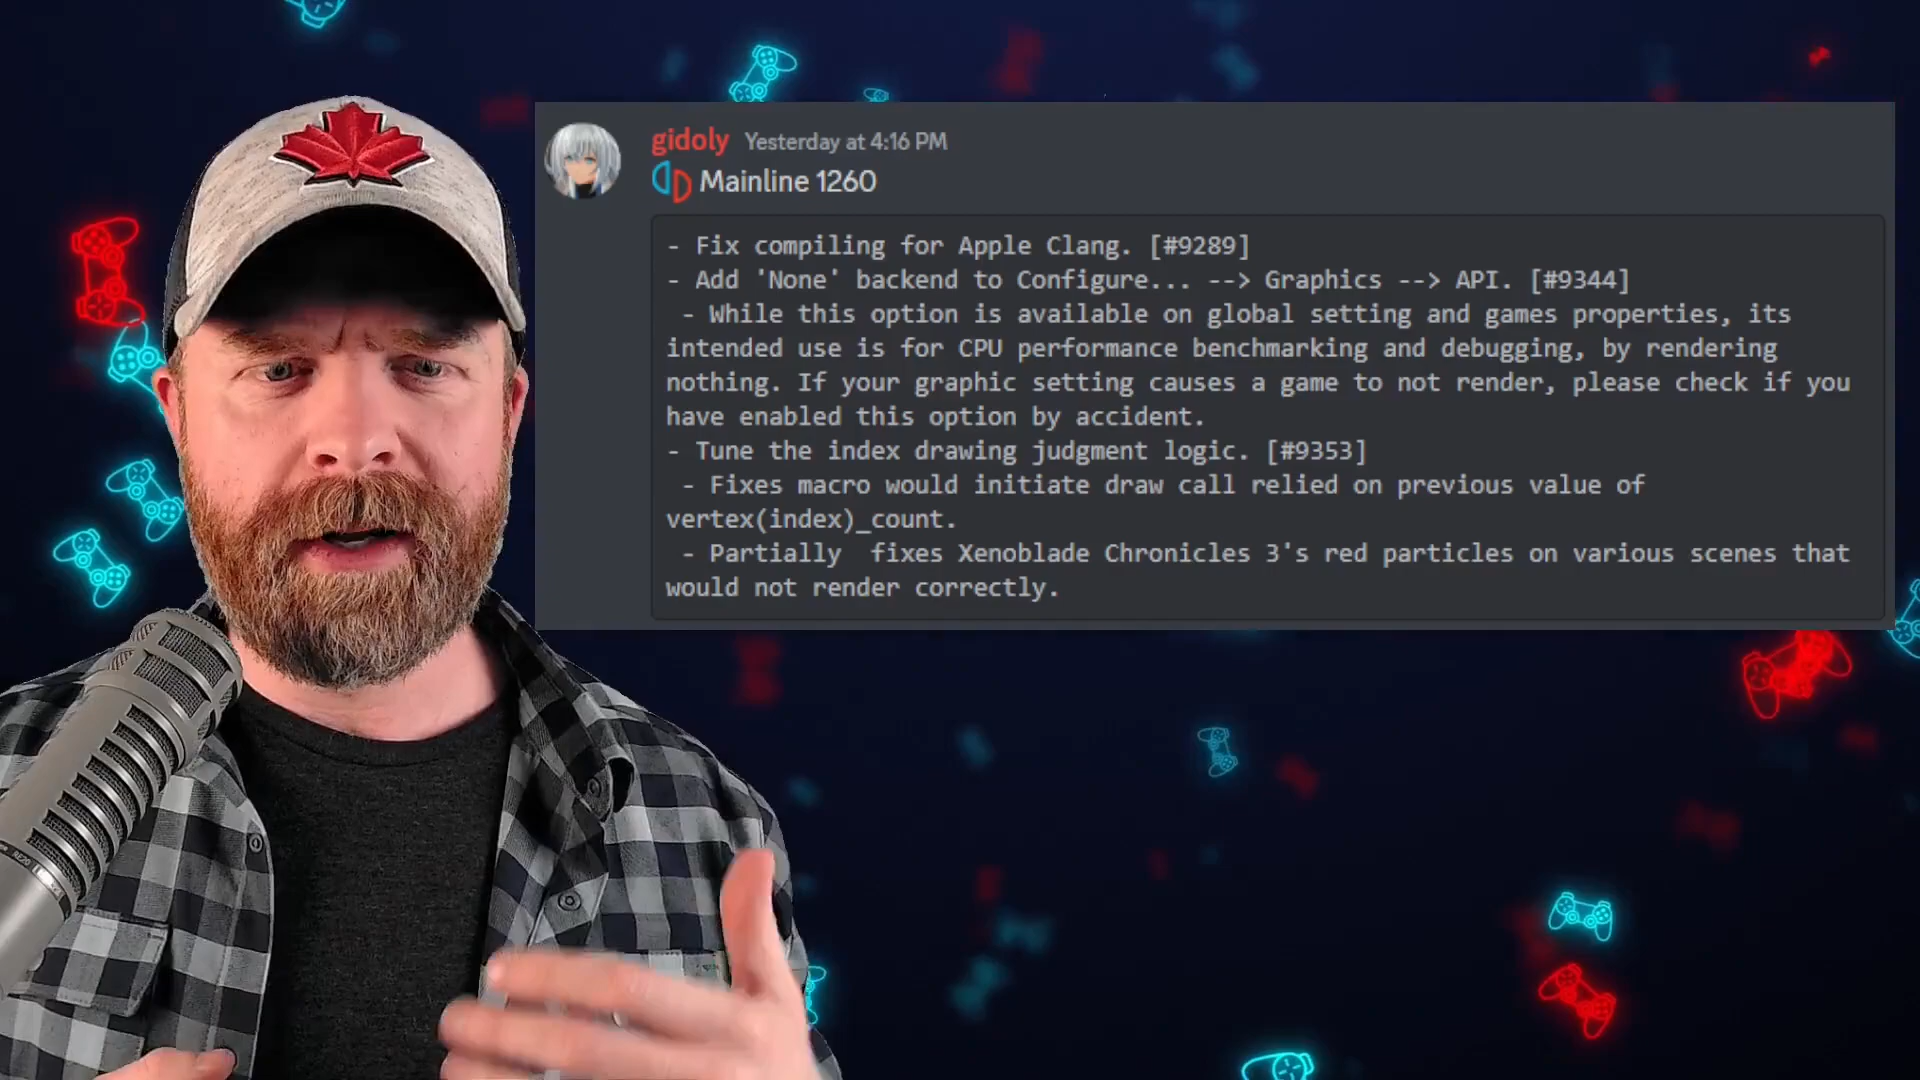 gidoly Yesterday at 4:16 PM
Mainline 1260
- Fix compiling for Apple Clang. [#9289]
- Add 'None' backend to Configure... --> Graphics --> API. [#9344]
- While this option is available on global setting and games properties, its
intended use is for CPU performance benchmarking and debugging, by rendering
nothing. If your graphic setting causes a game to not render, please check if you
have enabled this option by accident.
- Tune the index drawing judgment logic. [#9353]
- Fixes macro would initiate draw call relied on previous value of
vertex(index)_count.
- Partially  fixes Xenoblade Chronicles 3's red particles on various scenes that
would not render correctly.